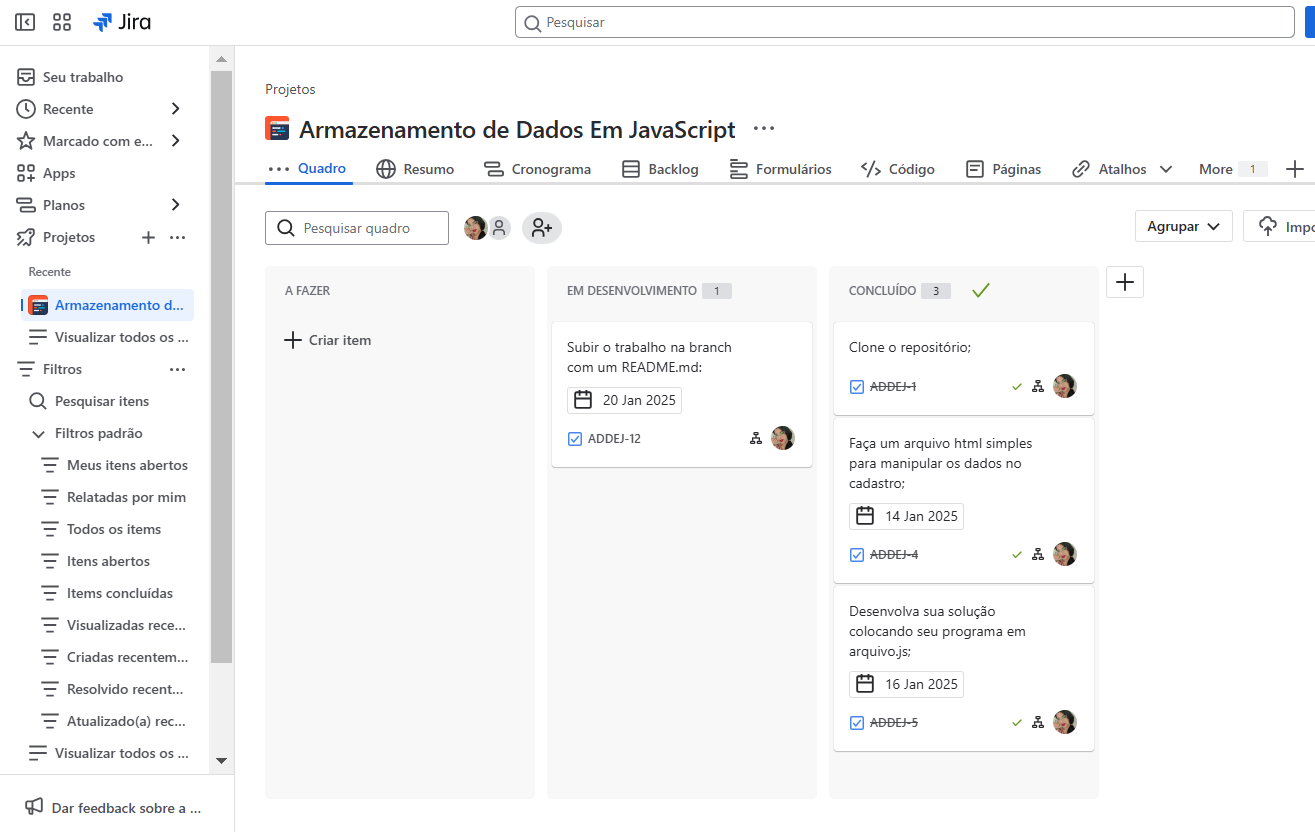 Jira
Pesquisar
Seu trabalho
Recente
Marcado com e...
Apps
Planos
Projetos
Recente
Armazenamento d...
Visualizar todos os ...
Filtros
Pesquisar itens
Filtros padrão
Meus itens abertos
Relatadas por mim
Todos os items
Itens abertos
Items concluídas
Visualizadas rece...
Criadas recentem...
Resolvido recent...
Atualizado(a) rec...
Visualizar todos os ...
Dar feedback sobre a ...
Projetos
Armazenamento de Dados Em JavaScript
Quadro Resumo Cronograma Backlog Formulários Código Páginas Atalhos More 1
Pesquisar quadro
Agrupar
Impo
A FAZER
Criar item
EM DESENVOLVIMENTO 1
Subir o trabalho na branch
com um README.md:
20 Jan 2025
ADDEJ-12
CONCLUÍDO 3
Clone o repositório;
ADDEJ-1
Faça um arquivo html simples
para manipular os dados no
cadastro;
14 Jan 2025
ADDEJ-4
Desenvolva sua solução
colocando seu programa em
arquivo.js;
16 Jan 2025
ADDEJ-5